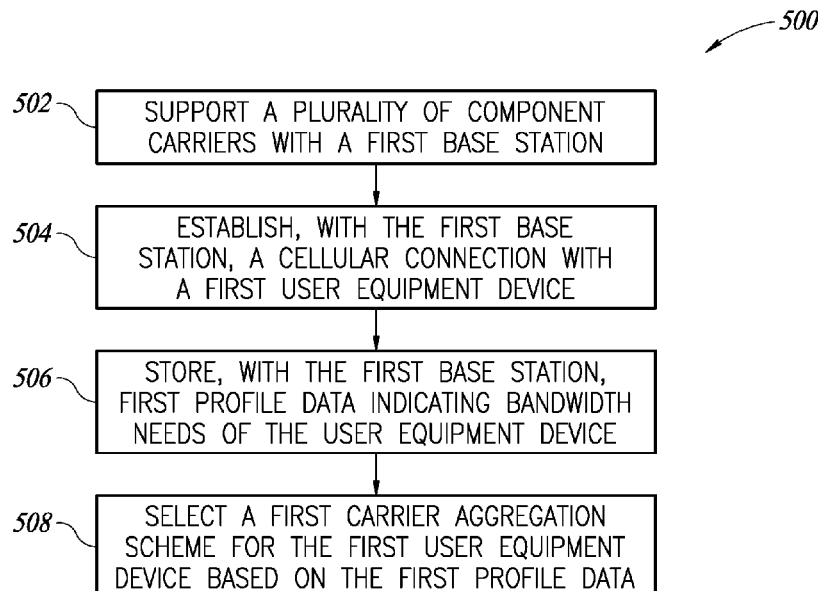 500
502
SUPPORT A PLURALITY OF COMPONENT
CARRIERS WITH A FIRST BASE STATION
504
ESTABLISH, WITH THE FIRST BASE
STATION, A CELLULAR CONNECTION WITH
A FIRST USER EQUIPMENT DEVICE
506
STORE, WITH THE FIRST BASE STATION,
FIRST PROFILE DATA INDICATING BANDWIDTH
NEEDS OF THE USER EQUIPMENT DEVICE
508
SELECT A FIRST CARRIER AGGREGATION
SCHEME FOR THE FIRST USER EQUIPMENT
DEVICE BASED ON THE FIRST PROFILE DATA